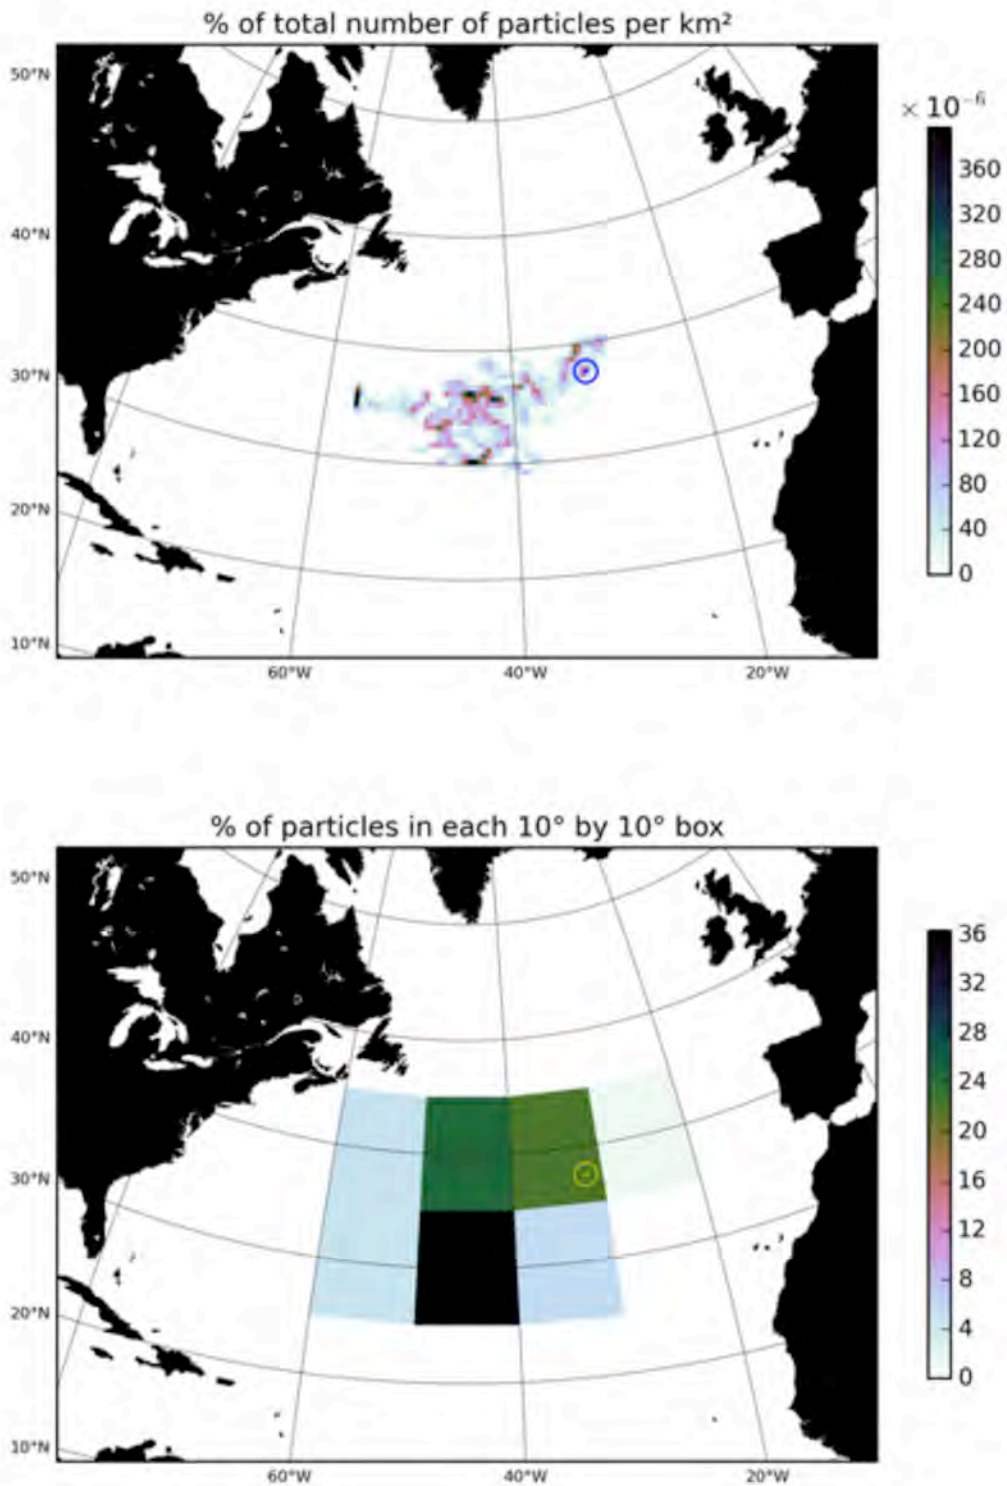 % of total number of particles per km²
50°N
× 10⁻⁶
360
320
40°N
280
240
200
30°N
160
120
80
20°N
40
0
10°N
60°W 40°W 20°W
% of particles in each 10° by 10° box
50°N
36
32
28
40°N
24
20
30°N
16
12
8
20°N
4
0
10°N
60°W 40°W 20°W